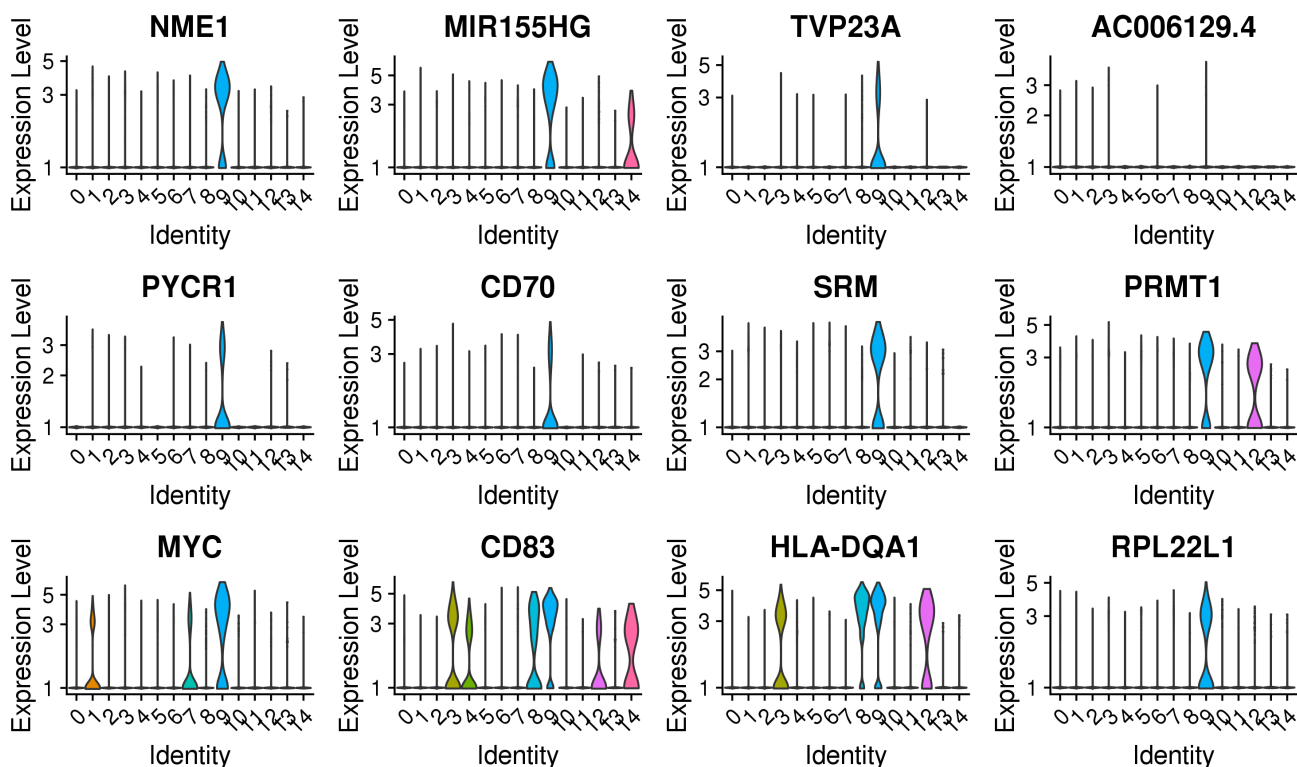 NME1 MIR155HG TVP23A AC006129.4
Expression Level 5 3 1 Expression Level 5 3 1 Expression Level 5 3 1 Expression Level 3 2 1
0 1 2 3 4 5 6 7 8 9 10 11 12 13 14 0 1 2 3 4 5 6 7 8 9 10 11 12 13 14 0 1 2 3 4 5 6 7 8 9 10 11 12 13 14 0 1 2 3 4 5 6 7 8 9 10 11 12 13 14
Identity Identity Identity Identity
PYCR1 CD70 SRM PRMT1
Expression Level 3 2 1 Expression Level 5 3 1 Expression Level 3 2 1 Expression Level 5 3 1
0 1 2 3 4 5 6 7 8 9 10 11 12 13 14 0 1 2 3 4 5 6 7 8 9 10 11 12 13 14 0 1 2 3 4 5 6 7 8 9 10 11 12 13 14 0 1 2 3 4 5 6 7 8 9 10 11 12 13 14
Identity Identity Identity Identity
MYC CD83 HLA-DQA1 RPL22L1
Expression Level 5 3 1 Expression Level 5 3 1 Expression Level 5 3 1 Expression Level 5 3 1
0 1 2 3 4 5 6 7 8 9 10 11 12 13 14 0 1 2 3 4 5 6 7 8 9 10 11 12 13 14 0 1 2 3 4 5 6 7 8 9 10 11 12 13 14 0 1 2 3 4 5 6 7 8 9 10 11 12 13 14
Identity Identity Identity Identity